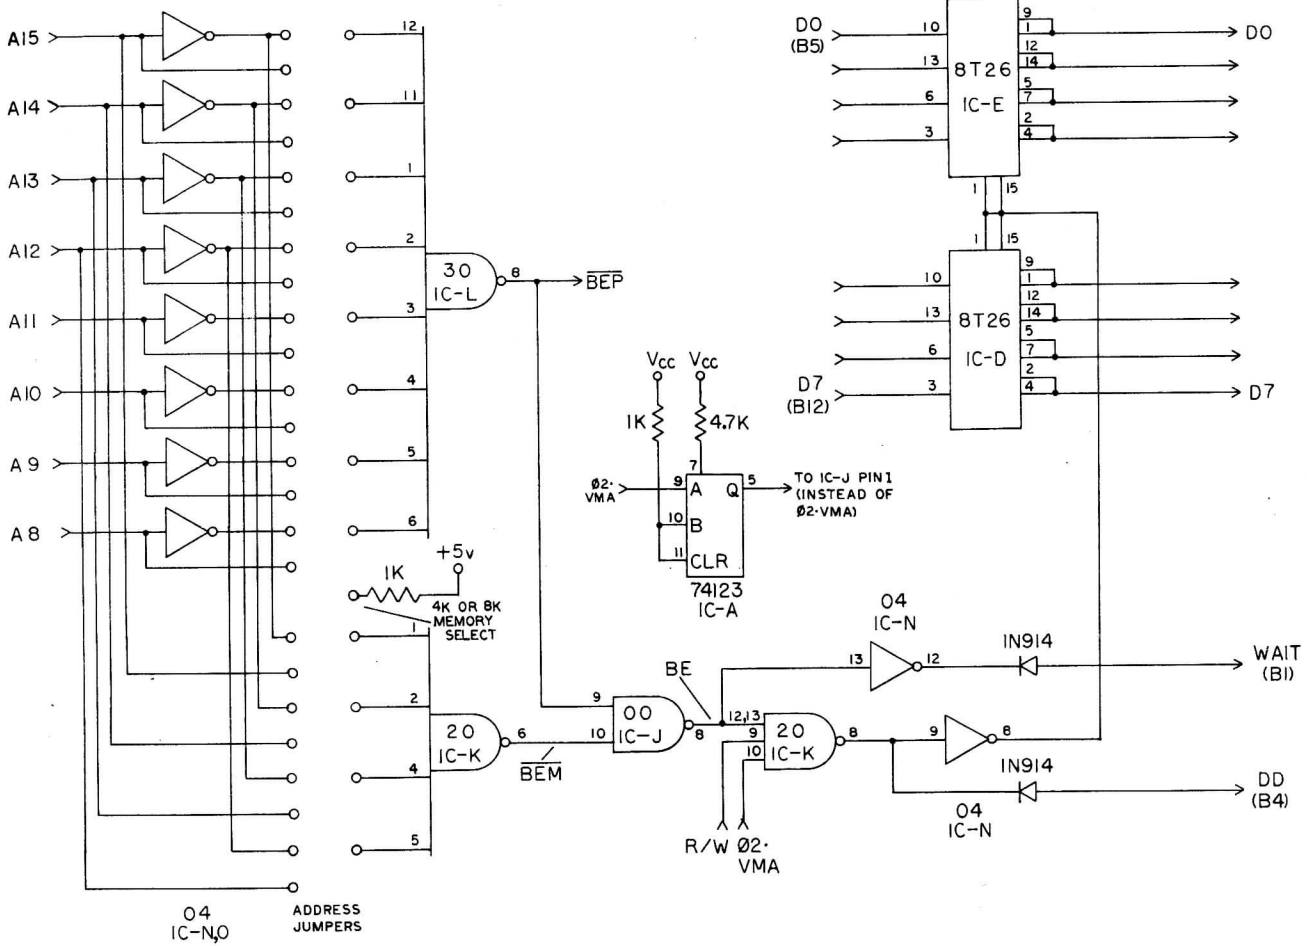 A15
A14
A13
A12
A11
A10
A9
A8
12
11
1
2
3
4
5
6
30
IC-L
8
BEP
1K
+5v
4K OR 8K
MEMORY
SELECT
1
2
4
5
20
IC-K
6
BEM
04
IC-N,O
ADDRESS
JUMPERS
D0
(B5)
10
13
6
3
8T26
IC-E
9
1
12
14
5
7
2
4
D0
1
15
1
15
10
13
6
3
D7
(B12)
8T26
IC-D
9
1
12
14
5
7
2
4
D7
Vcc
Vcc
1K
4.7K
7
Ø2·
VMA
9
A
Q
5
10
B
11
CLR
74123
IC-A
TO IC-J PIN 1
(INSTEAD OF
Ø2·VMA)
9
10
00
IC-J
8
BE
12,13
9
10
20
IC-K
8
R/W
Ø2·
VMA
04
IC-N
13
12
1N914
WAIT
(B1)
9
8
04
IC-N
1N914
DD
(B4)